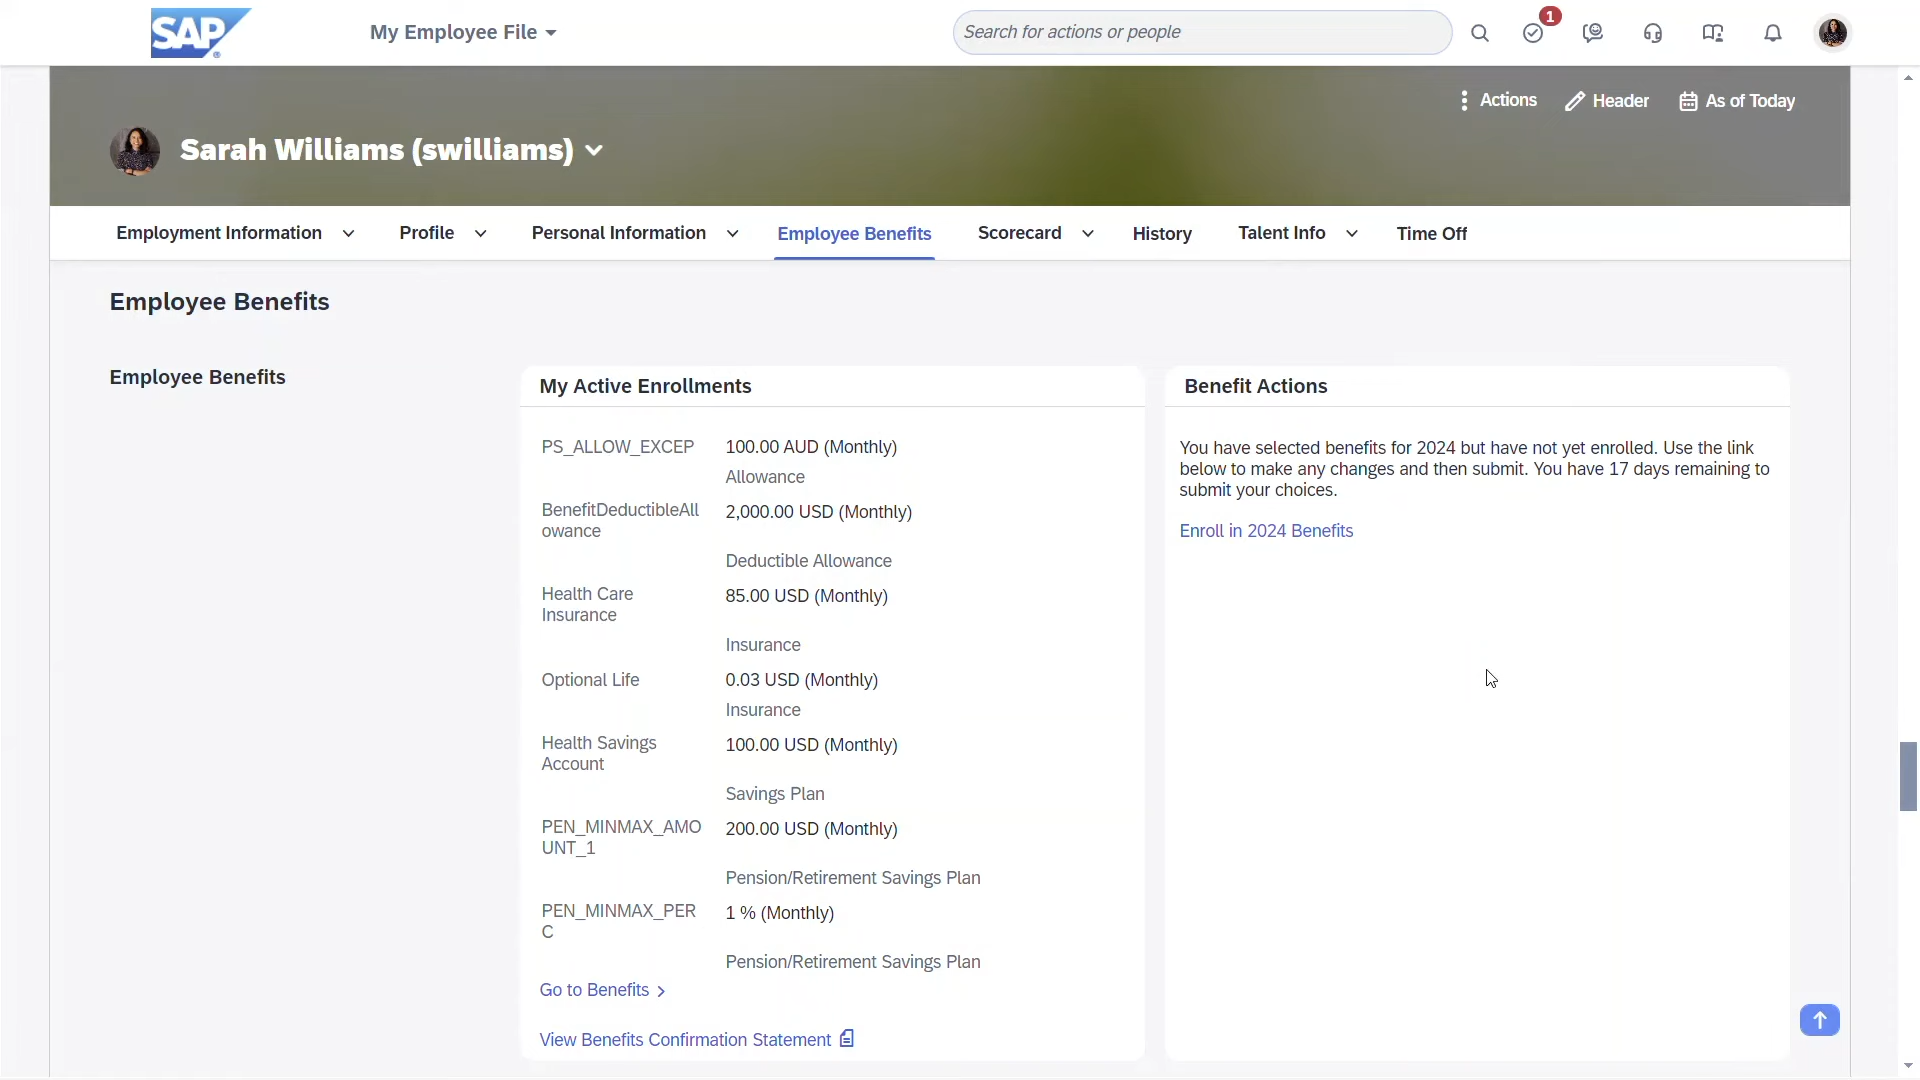 SAP
My Employee File
Search for actions or people
1
Actions
Header
As of Today
Sarah Williams (swilliams)
Employment Information
Profile
Personal Information
Employee Benefits
Scorecard
History
Talent Info
Time Off
Employee Benefits
Employee Benefits
My Active Enrollments
PS_ALLOW_EXCEP
100.00 AUD (Monthly)
Allowance
BenefitDeductibleAll
owance
2,000.00 USD (Monthly)
Deductible Allowance
Health Care
Insurance
85.00 USD (Monthly)
Insurance
Optional Life
0.03 USD (Monthly)
Insurance
Health Savings
Account
100.00 USD (Monthly)
Savings Plan
PEN_MINMAX_AMO
UNT_1
200.00 USD (Monthly)
Pension/Retirement Savings Plan
PEN_MINMAX_PER
C
1 % (Monthly)
Pension/Retirement Savings Plan
Go to Benefits
View Benefits Confirmation Statement
Benefit Actions
You have selected benefits for 2024 but have not yet enrolled. Use the link
below to make any changes and then submit. You have 17 days remaining to
submit your choices.
Enroll in 2024 Benefits